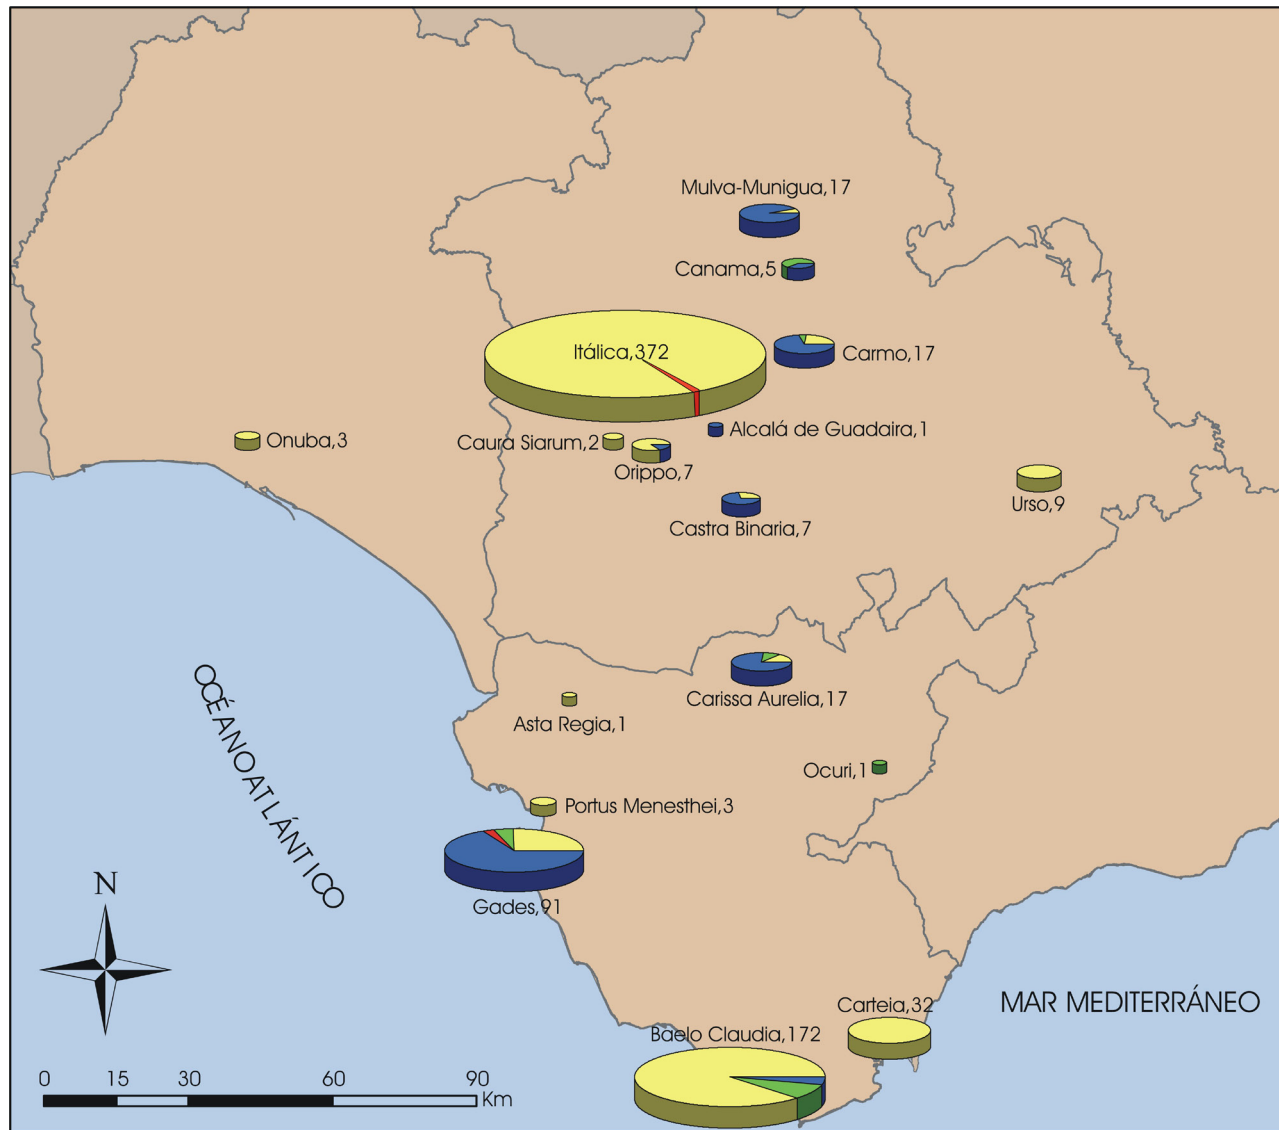 Mulva-Munigua,17
Canama,5
Itálica,372
Carmo,17
Onuba,3
Caura Siarum,2
Alcalá de Guadaira,1
Orippo,7
Urso,9
Castra Binaria,7
Carissa Aurelia,17
Asta Regia,1
OCÉANO ATLÁNTICO
Ocuri,1
Portus Menesthei,3
N
Gades,91
MAR MEDITERRÁNEO
Carteia,32
Baelo Claudia,172
0 15 30 60 90
Km